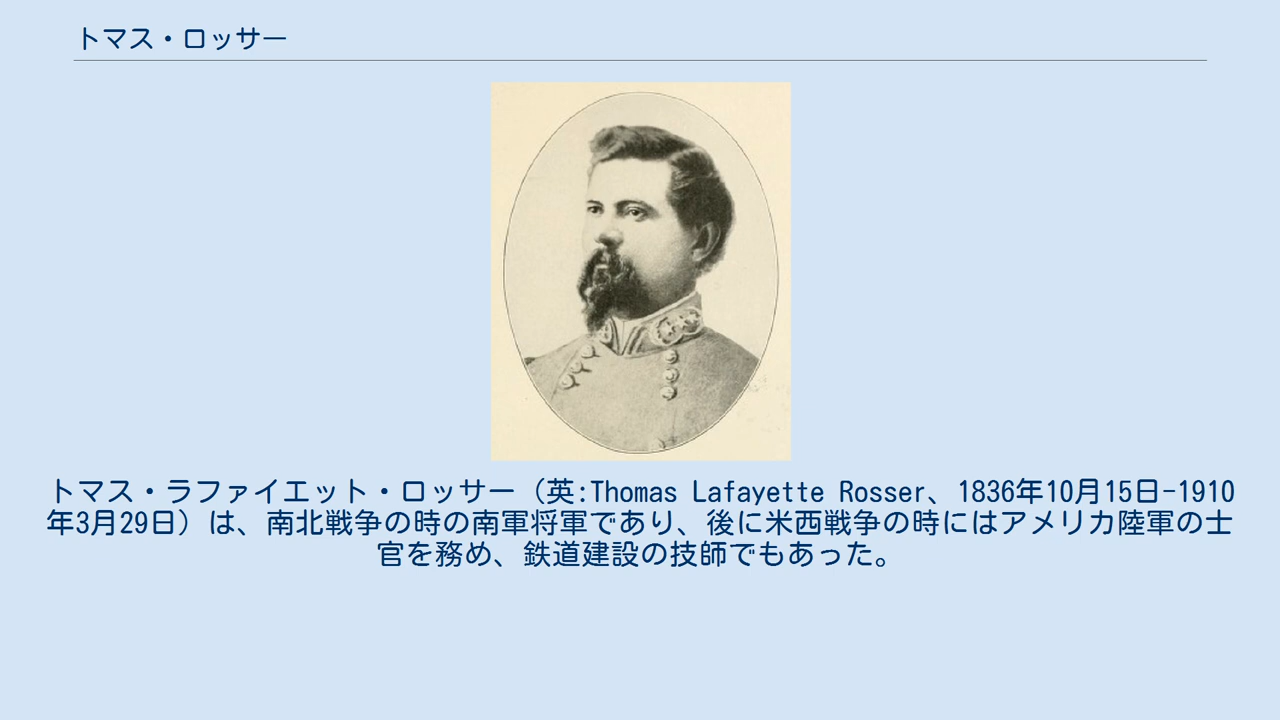 トマス・ロッサー
トマス・ラファイエット・ロッサー（英:Thomas Lafayette Rosser、1836年10月15日-1910
年3月29日）は、南北戦争の時の南軍将軍であり、後に米西戦争の時にはアメリカ陸軍の士
官を務め、鉄道建設の技師でもあった。